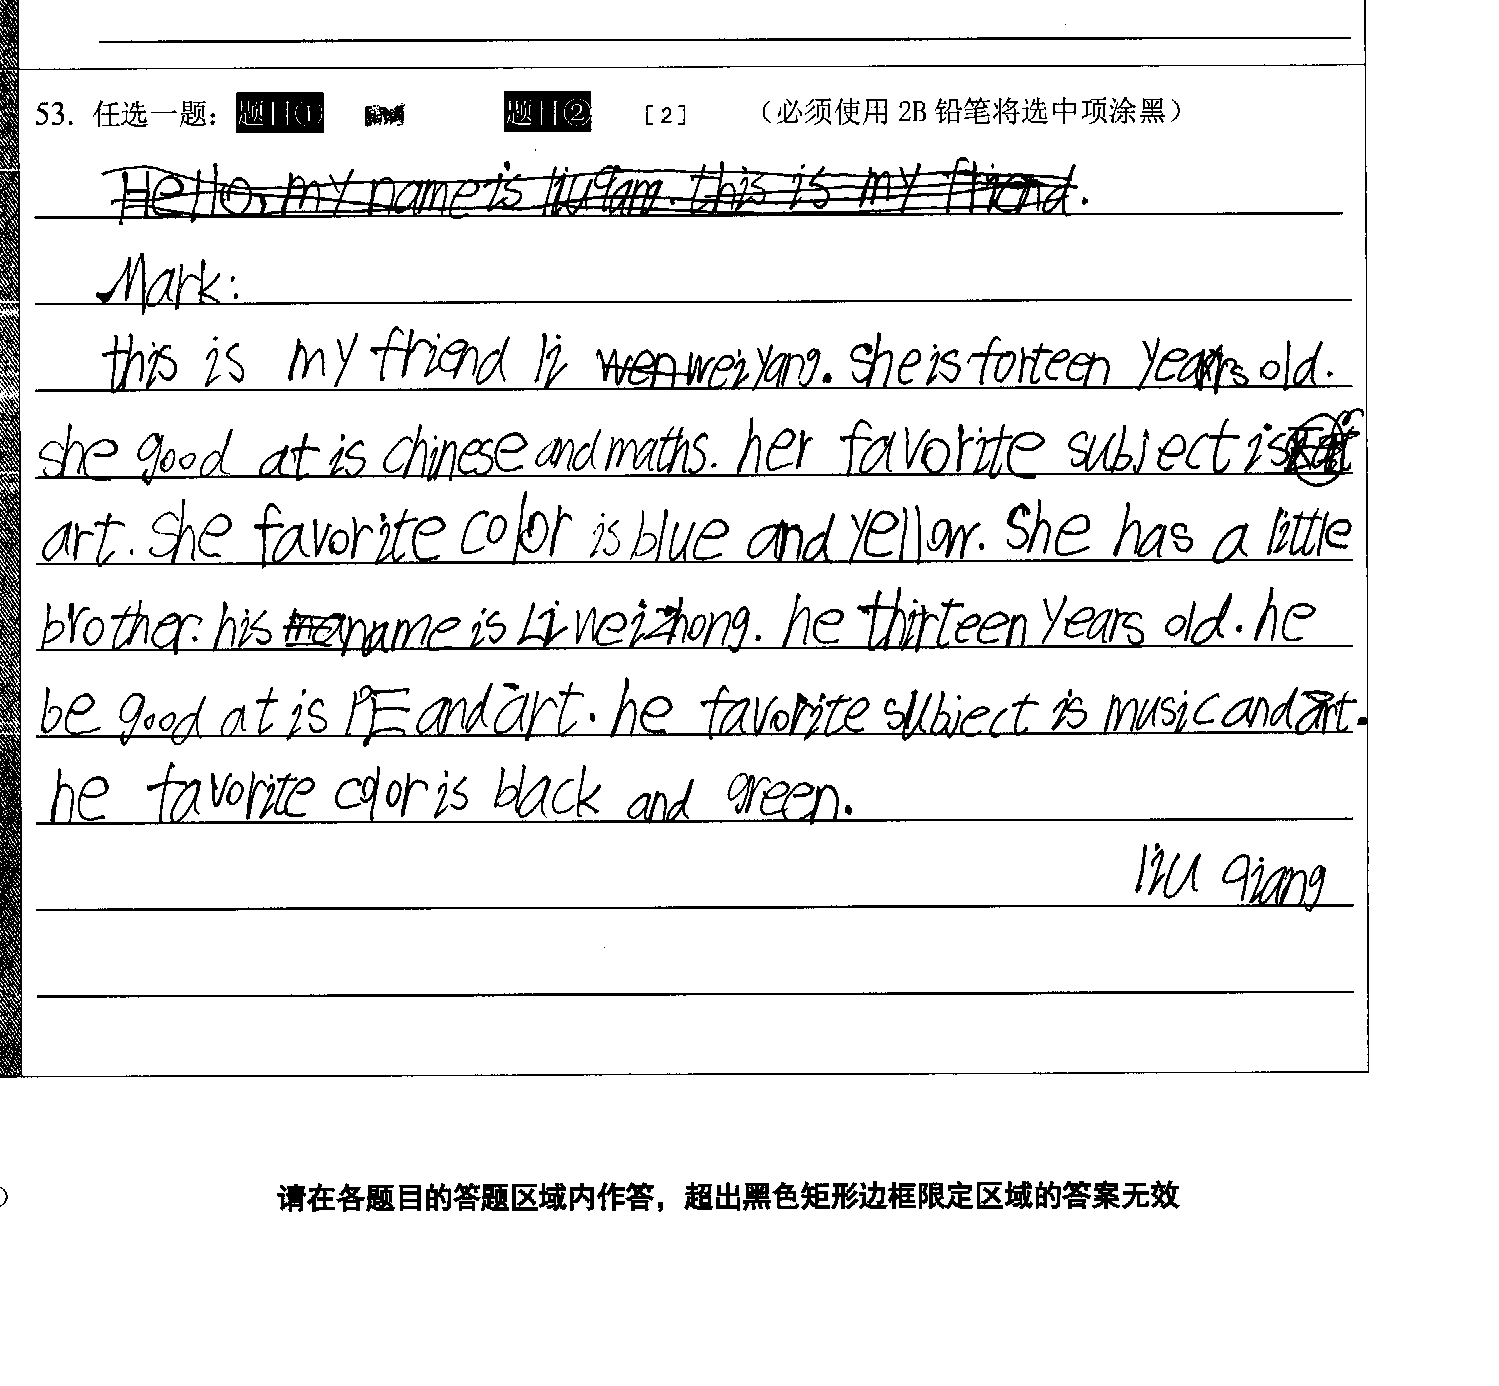 53. 任选一题： 题目① 题目② [2] （必须使用 2B 铅笔将选中项涂黑）
Hello, my name is liuqang. this is my friend.
Mark:
this is my friend li wen weiyang. she is forteen years old.
she good at is chinese and maths. her favorite subject is
art. she favorite color is blue and yellow. She has a little
brother. his name is Li weizhong. he thirteen years old. he
be good at is PE and art. he favorite subject is music and art.
he favorite color is black and green.
liu qiang
请在各题目的答题区域内作答，超出黑色矩形边框限定区域的答案无效